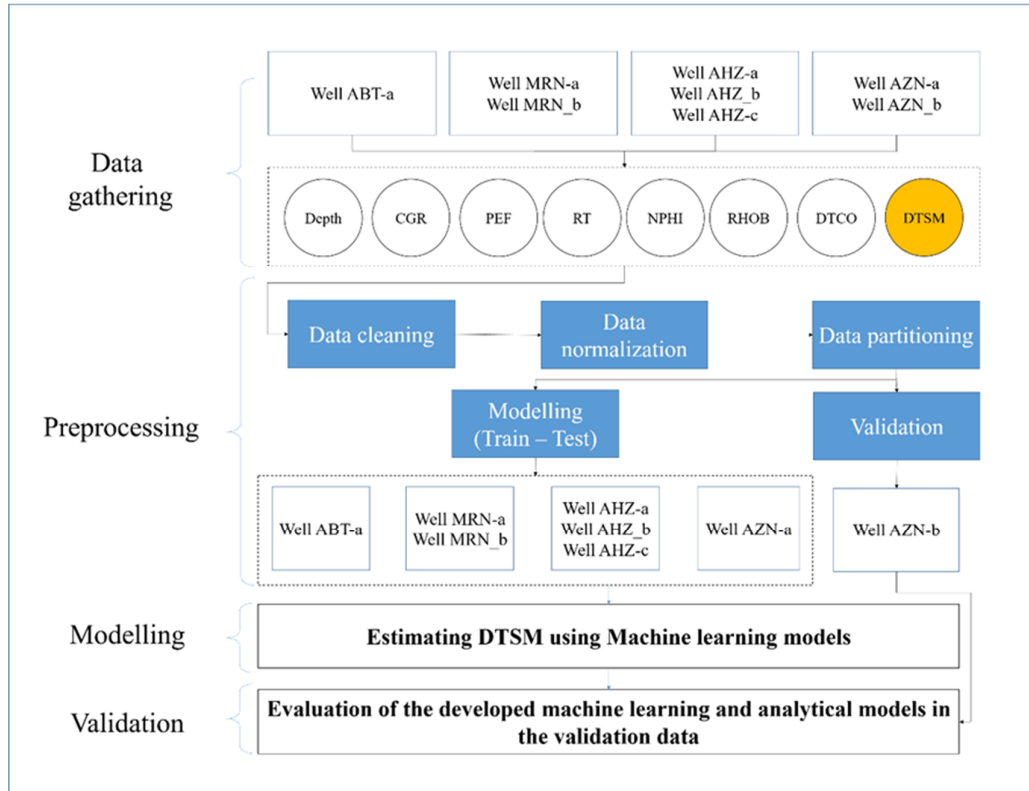 Well ABT-a
Well MRN-a
Well MRN_b
Well AHZ-a
Well AHZ_b
Well AHZ-c
Well AZN-a
Well AZN_b
Data
gathering
Depth
CGR
PEF
RT
NPHI
RHOB
DTCO
DTSM
Data cleaning
Data
normalization
Data partitioning
Preprocessing
Modelling
(Train – Test)
Validation
Well ABT-a
Well MRN-a
Well MRN_b
Well AHZ-a
Well AHZ_b
Well AHZ-c
Well AZN-a
Well AZN-b
Modelling
Estimating DTSM using Machine learning models
Validation
Evaluation of the developed machine learning and analytical models in
the validation data